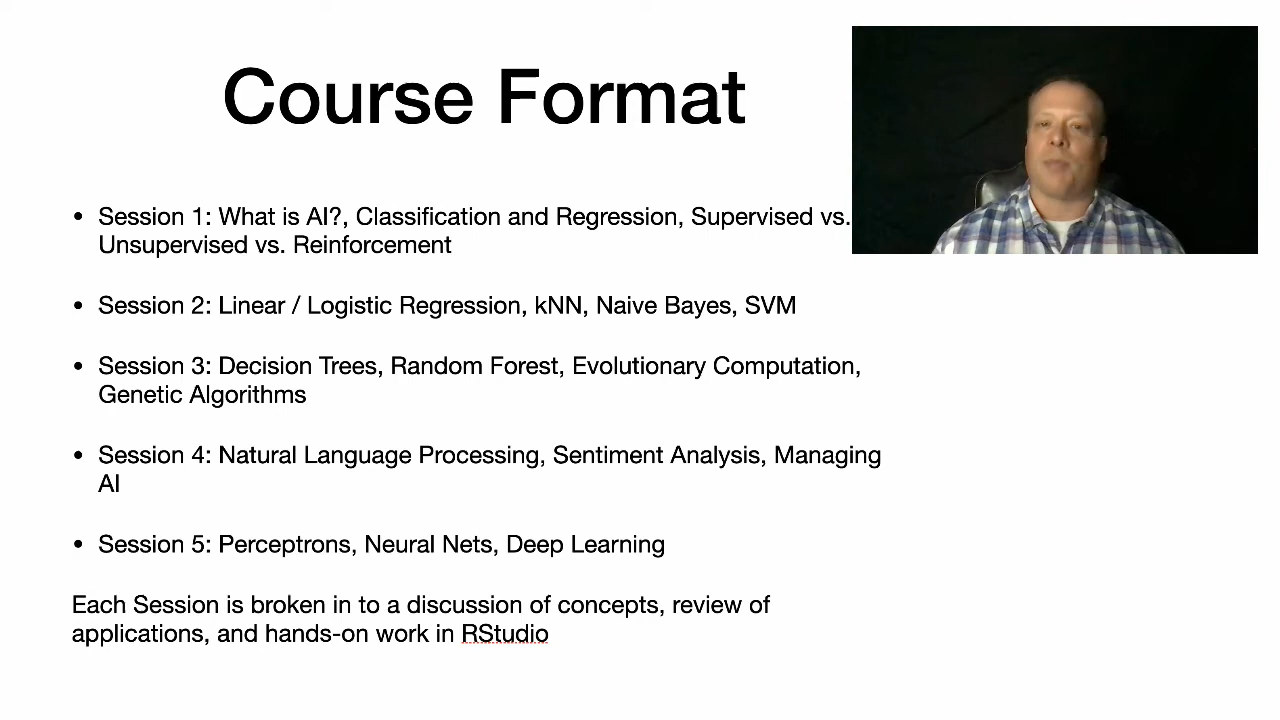 Course Format
• Session 1: What is AI?, Classification and Regression, Supervised vs.
Unsupervised vs. Reinforcement
• Session 2: Linear / Logistic Regression, kNN, Naive Bayes, SVM
• Session 3: Decision Trees, Random Forest, Evolutionary Computation,
Genetic Algorithms
• Session 4: Natural Language Processing, Sentiment Analysis, Managing
AI
• Session 5: Perceptrons, Neural Nets, Deep Learning
Each Session is broken in to a discussion of concepts, review of
applications, and hands-on work in RStudio